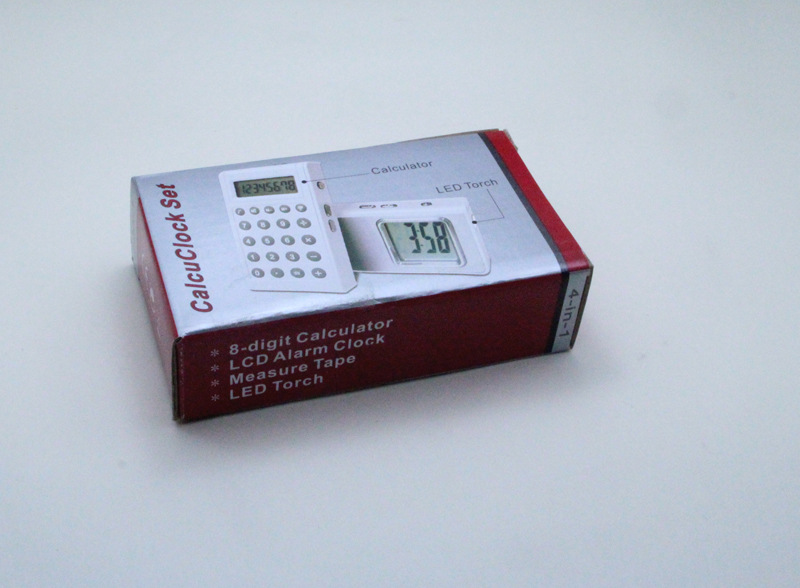 CalcuClock Set
12345678
Calculator
LED Torch
3:58
* 8-digit Calculator
* LCD Alarm Clock
* Measure Tape
* LED Torch
4-in-1